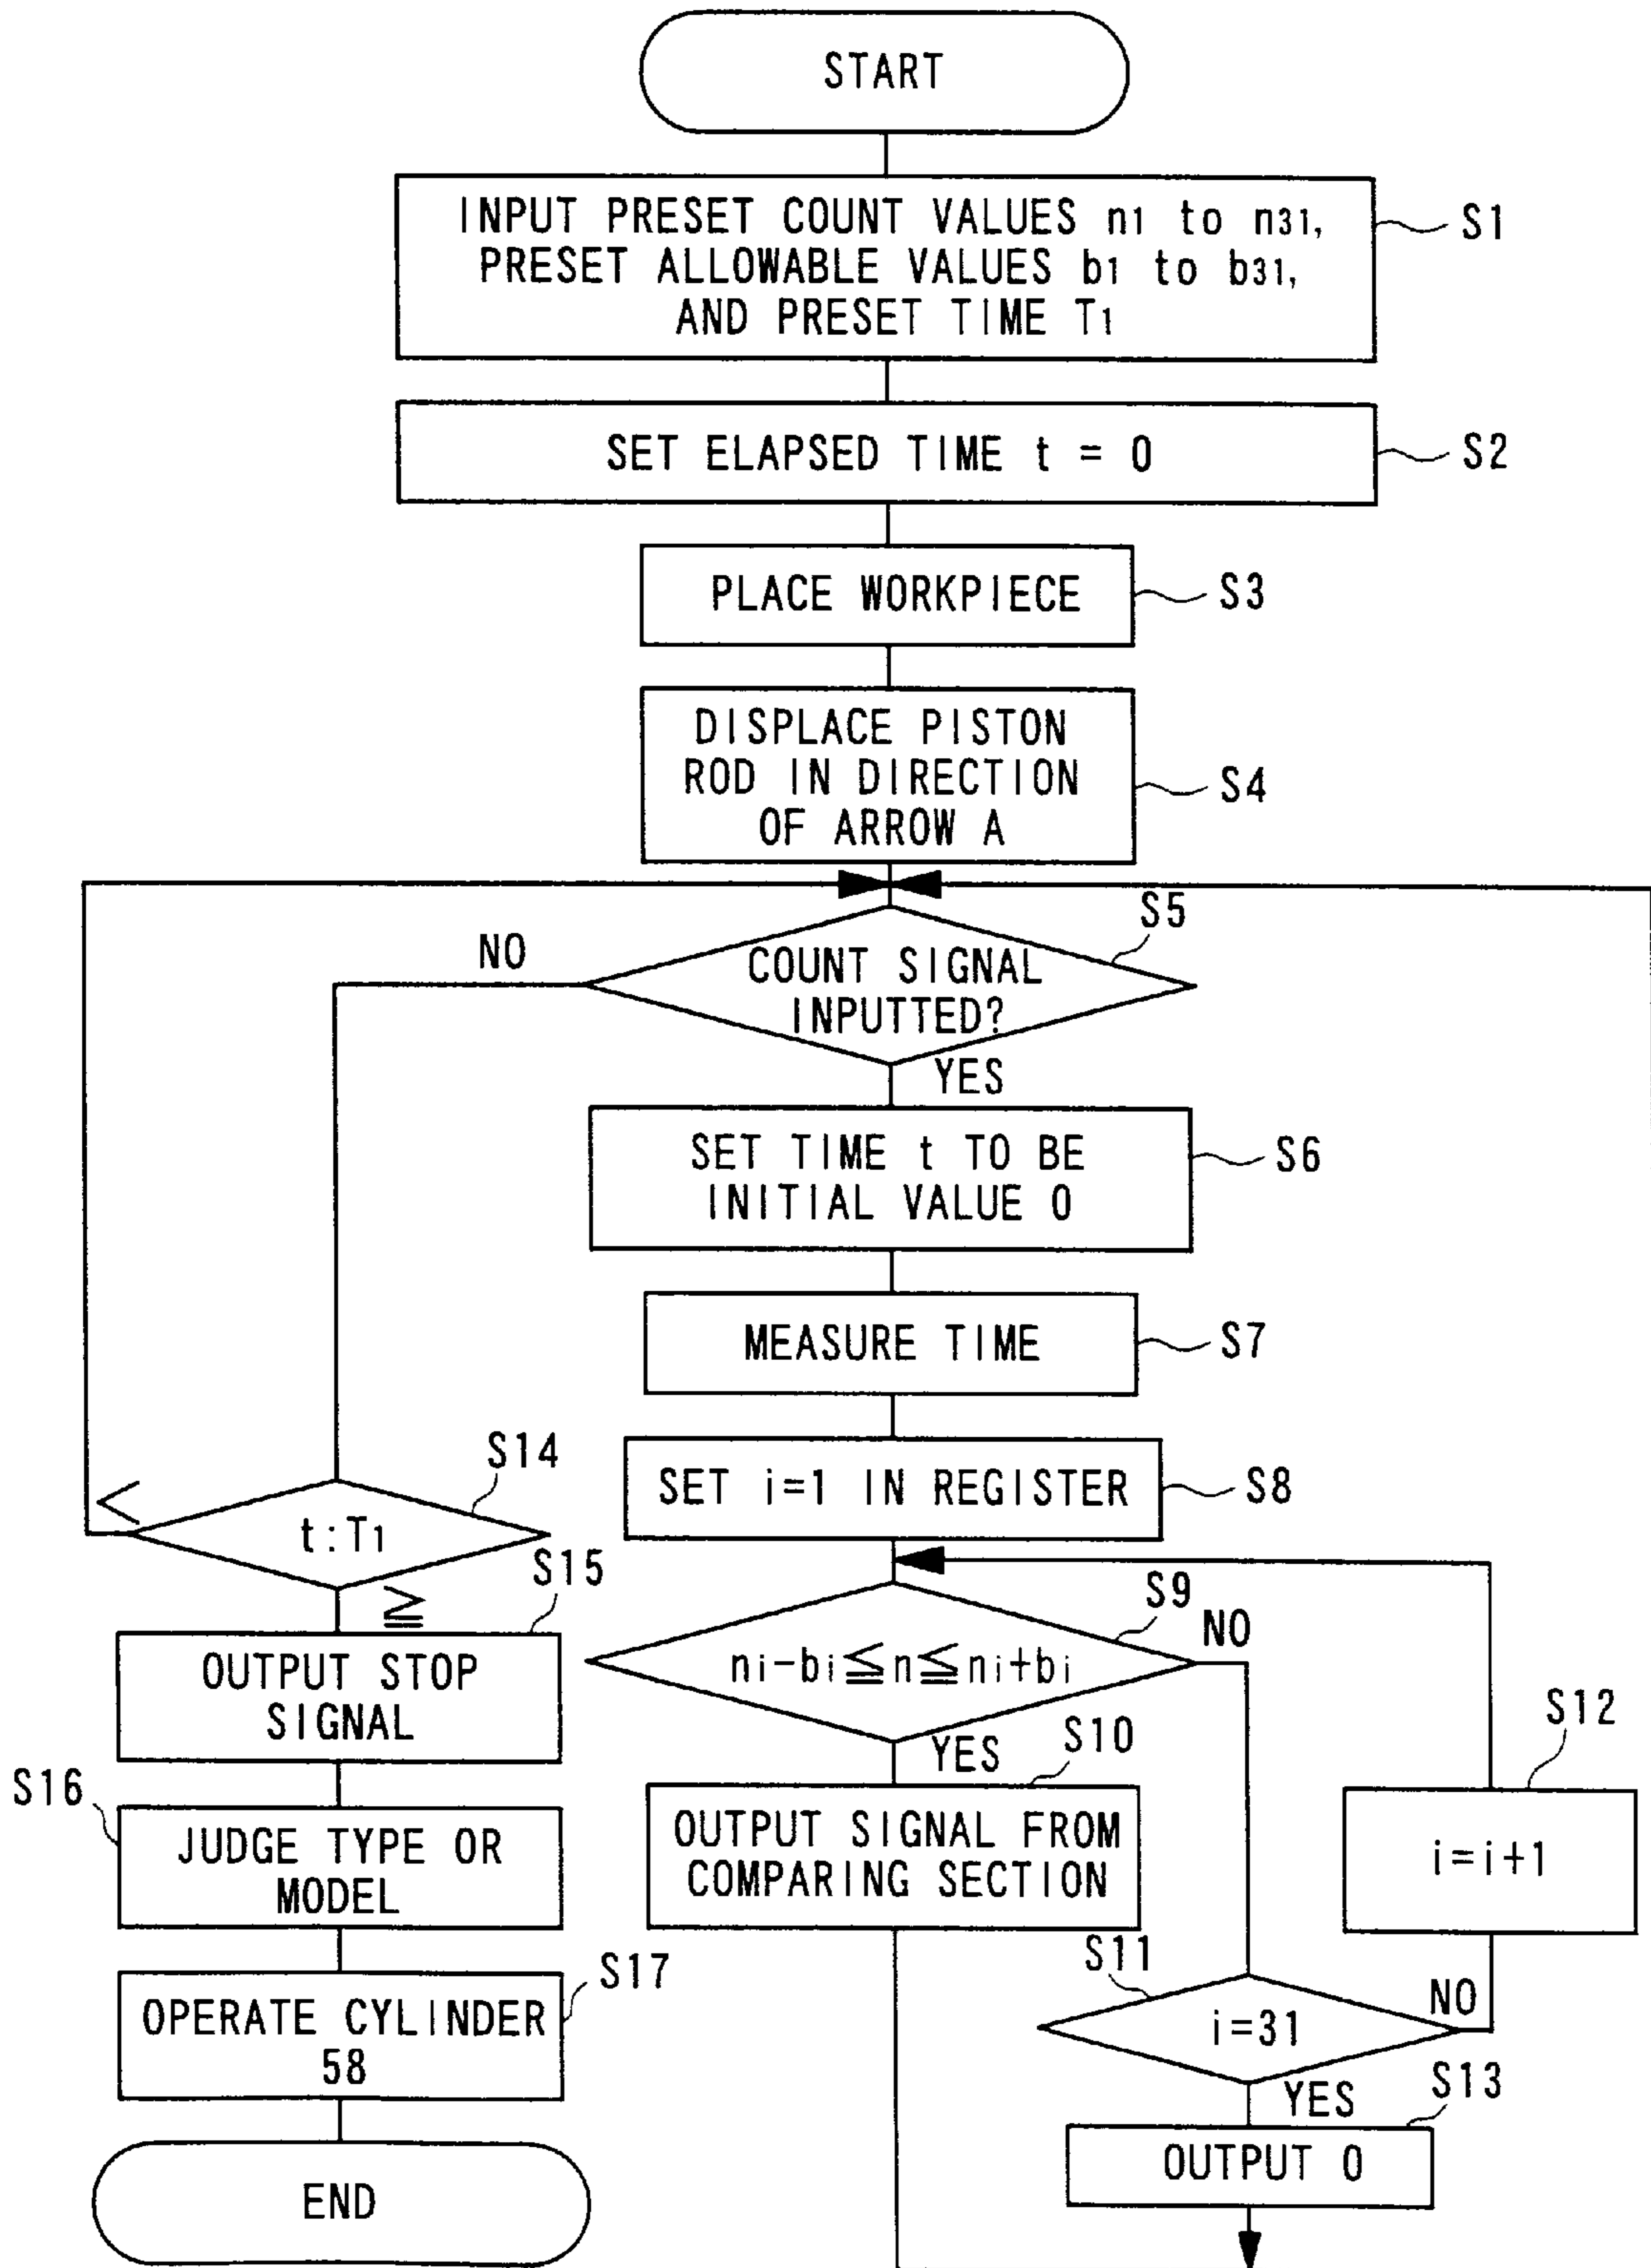 START
INPUT PRESET COUNT VALUES n1 to n31,
PRESET ALLOWABLE VALUES b1 to b31,
AND PRESET TIME T1
S1
SET ELAPSED TIME t = 0
S2
PLACE WORKPIECE
S3
DISPLACE PISTON
ROD IN DIRECTION
OF ARROW A
S4
S5
NO
COUNT SIGNAL
INPUTTED?
YES
SET TIME t TO BE
INITIAL VALUE 0
S6
MEASURE TIME
S7
SET i=1 IN REGISTER
S8
S14
<
t:T1
≧
S15
OUTPUT STOP
SIGNAL
S16
JUDGE TYPE OR
MODEL
S17
OPERATE CYLINDER
58
END
S9
NO
ni-bi≦n≦ni+bi
YES
S10
OUTPUT SIGNAL FROM
COMPARING SECTION
S12
i=i+1
S11
NO
i=31
YES
S13
OUTPUT 0